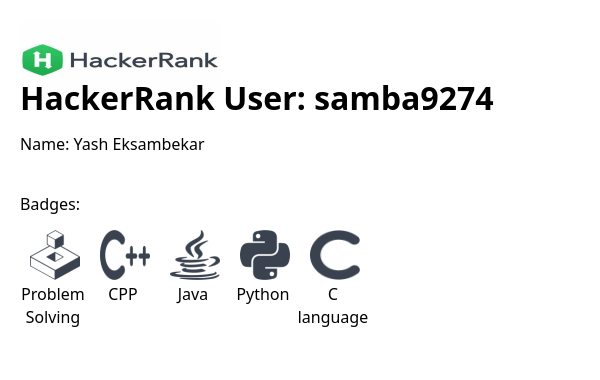 HackerRank
HackerRank User: samba9274
Name: Yash Eksambekar
Badges:
C++
Problem Solving
CPP
Java
Python
C language